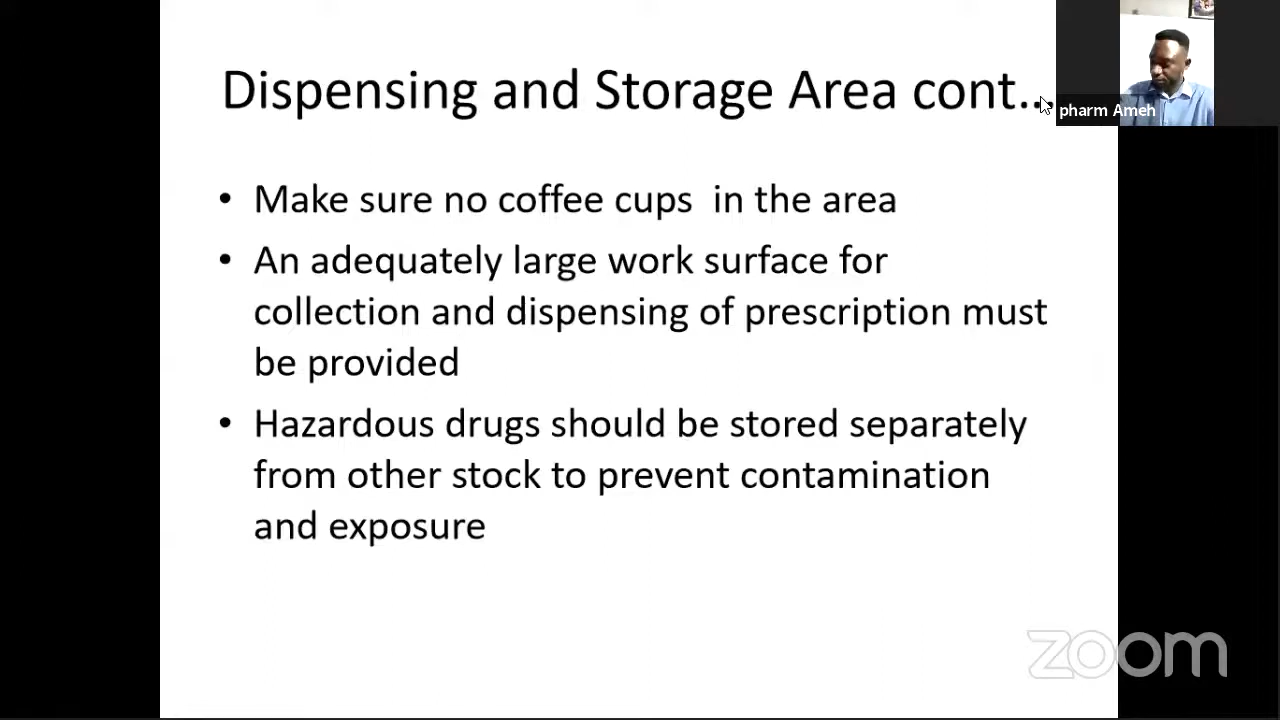 Dispensing and Storage Area cont...
pharm Ameh
• Make sure no coffee cups  in the area
• An adequately large work surface for
collection and dispensing of prescription must
be provided
• Hazardous drugs should be stored separately
from other stock to prevent contamination
and exposure
zoom